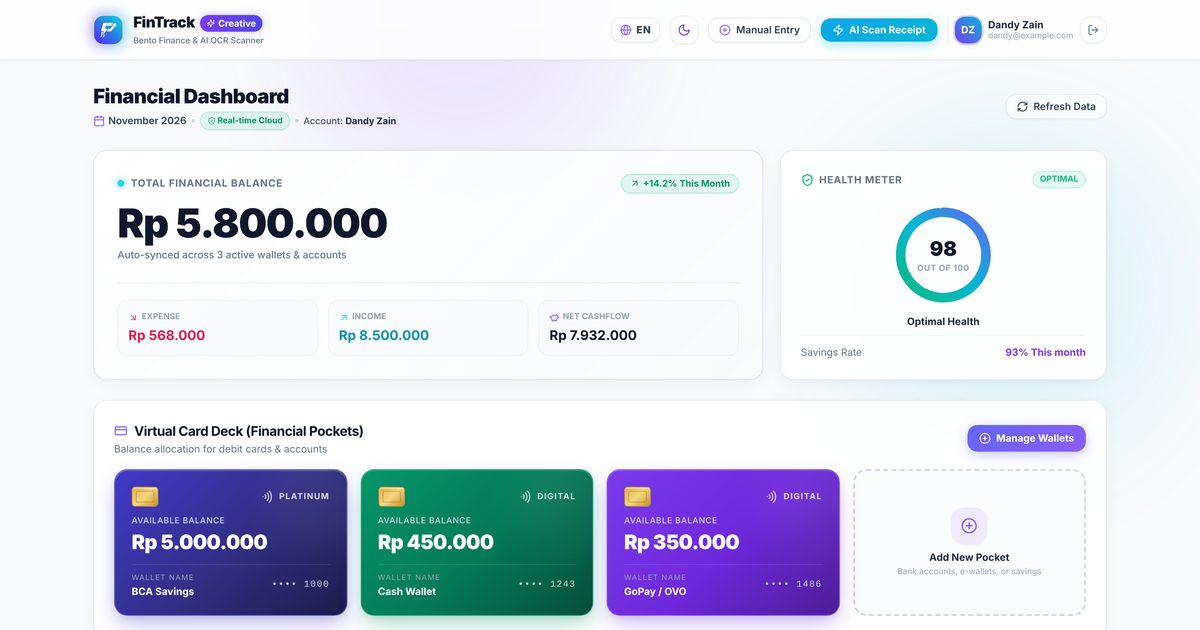 FinTrack Creative
Bento Finance & AI OCR Scanner
EN
Manual Entry
AI Scan Receipt
DZ
Dandy Zain
dandy@example.com
Financial Dashboard
November 2026 • Real-time Cloud • Account: Dandy Zain
Refresh Data
TOTAL FINANCIAL BALANCE
+14.2% This Month
Rp 5.800.000
Auto-synced across 3 active wallets & accounts
EXPENSE
Rp 568.000
INCOME
Rp 8.500.000
NET CASHFLOW
Rp 7.932.000
HEALTH METER
OPTIMAL
98
OUT OF 100
Optimal Health
Savings Rate
93% This month
Virtual Card Deck (Financial Pockets)
Balance allocation for debit cards & accounts
Manage Wallets
PLATINUM
AVAILABLE BALANCE
Rp 5.000.000
WALLET NAME
BCA Savings
•••• 1000
DIGITAL
AVAILABLE BALANCE
Rp 450.000
WALLET NAME
Cash Wallet
•••• 1243
DIGITAL
AVAILABLE BALANCE
Rp 350.000
WALLET NAME
GoPay / OVO
•••• 1486
Add New Pocket
Bank accounts, e-wallets, or savings